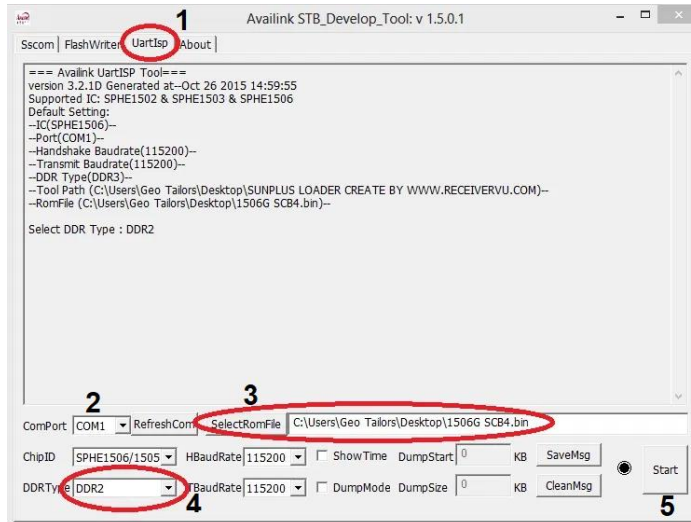 1
Availink STB_Develop_Tool: v 1.5.0.1
Sscom FlashWriter UartIsp About
=== Availink UartISP Tool===
version 3.2.1D Generated at--Oct 26 2015 14:59:55
Supported IC: SPHE1502 & SPHE1503 & SPHE1506
Default Setting:
--IC(SPHE1506)--
--Port(COM1)--
--Handshake Baudrate(115200)--
--Transmit Baudrate(115200)--
--DDR Type(DDR3)--
--Tool Path (C:\Users\Geo Tailors\Desktop\SUNPLUS LOADER CREATE BY WWW.RECEIVERVU.COM)--
--RomFile (C:\Users\Geo Tailors\Desktop\1506G SCB4.bin)--
Select DDR Type : DDR2
2 3
ComPort COM1 RefreshCom SelectRomFile C:\Users\Geo Tailors\Desktop\1506G SCB4.bin
ChipID SPHE1506/1505 HBaudRate 115200 ShowTime DumpStart 0 KB SaveMsg
Start
DDRType DDR2 TBaudRate 115200 DumpMode DumpSize 0 KB CleanMsg
4 5